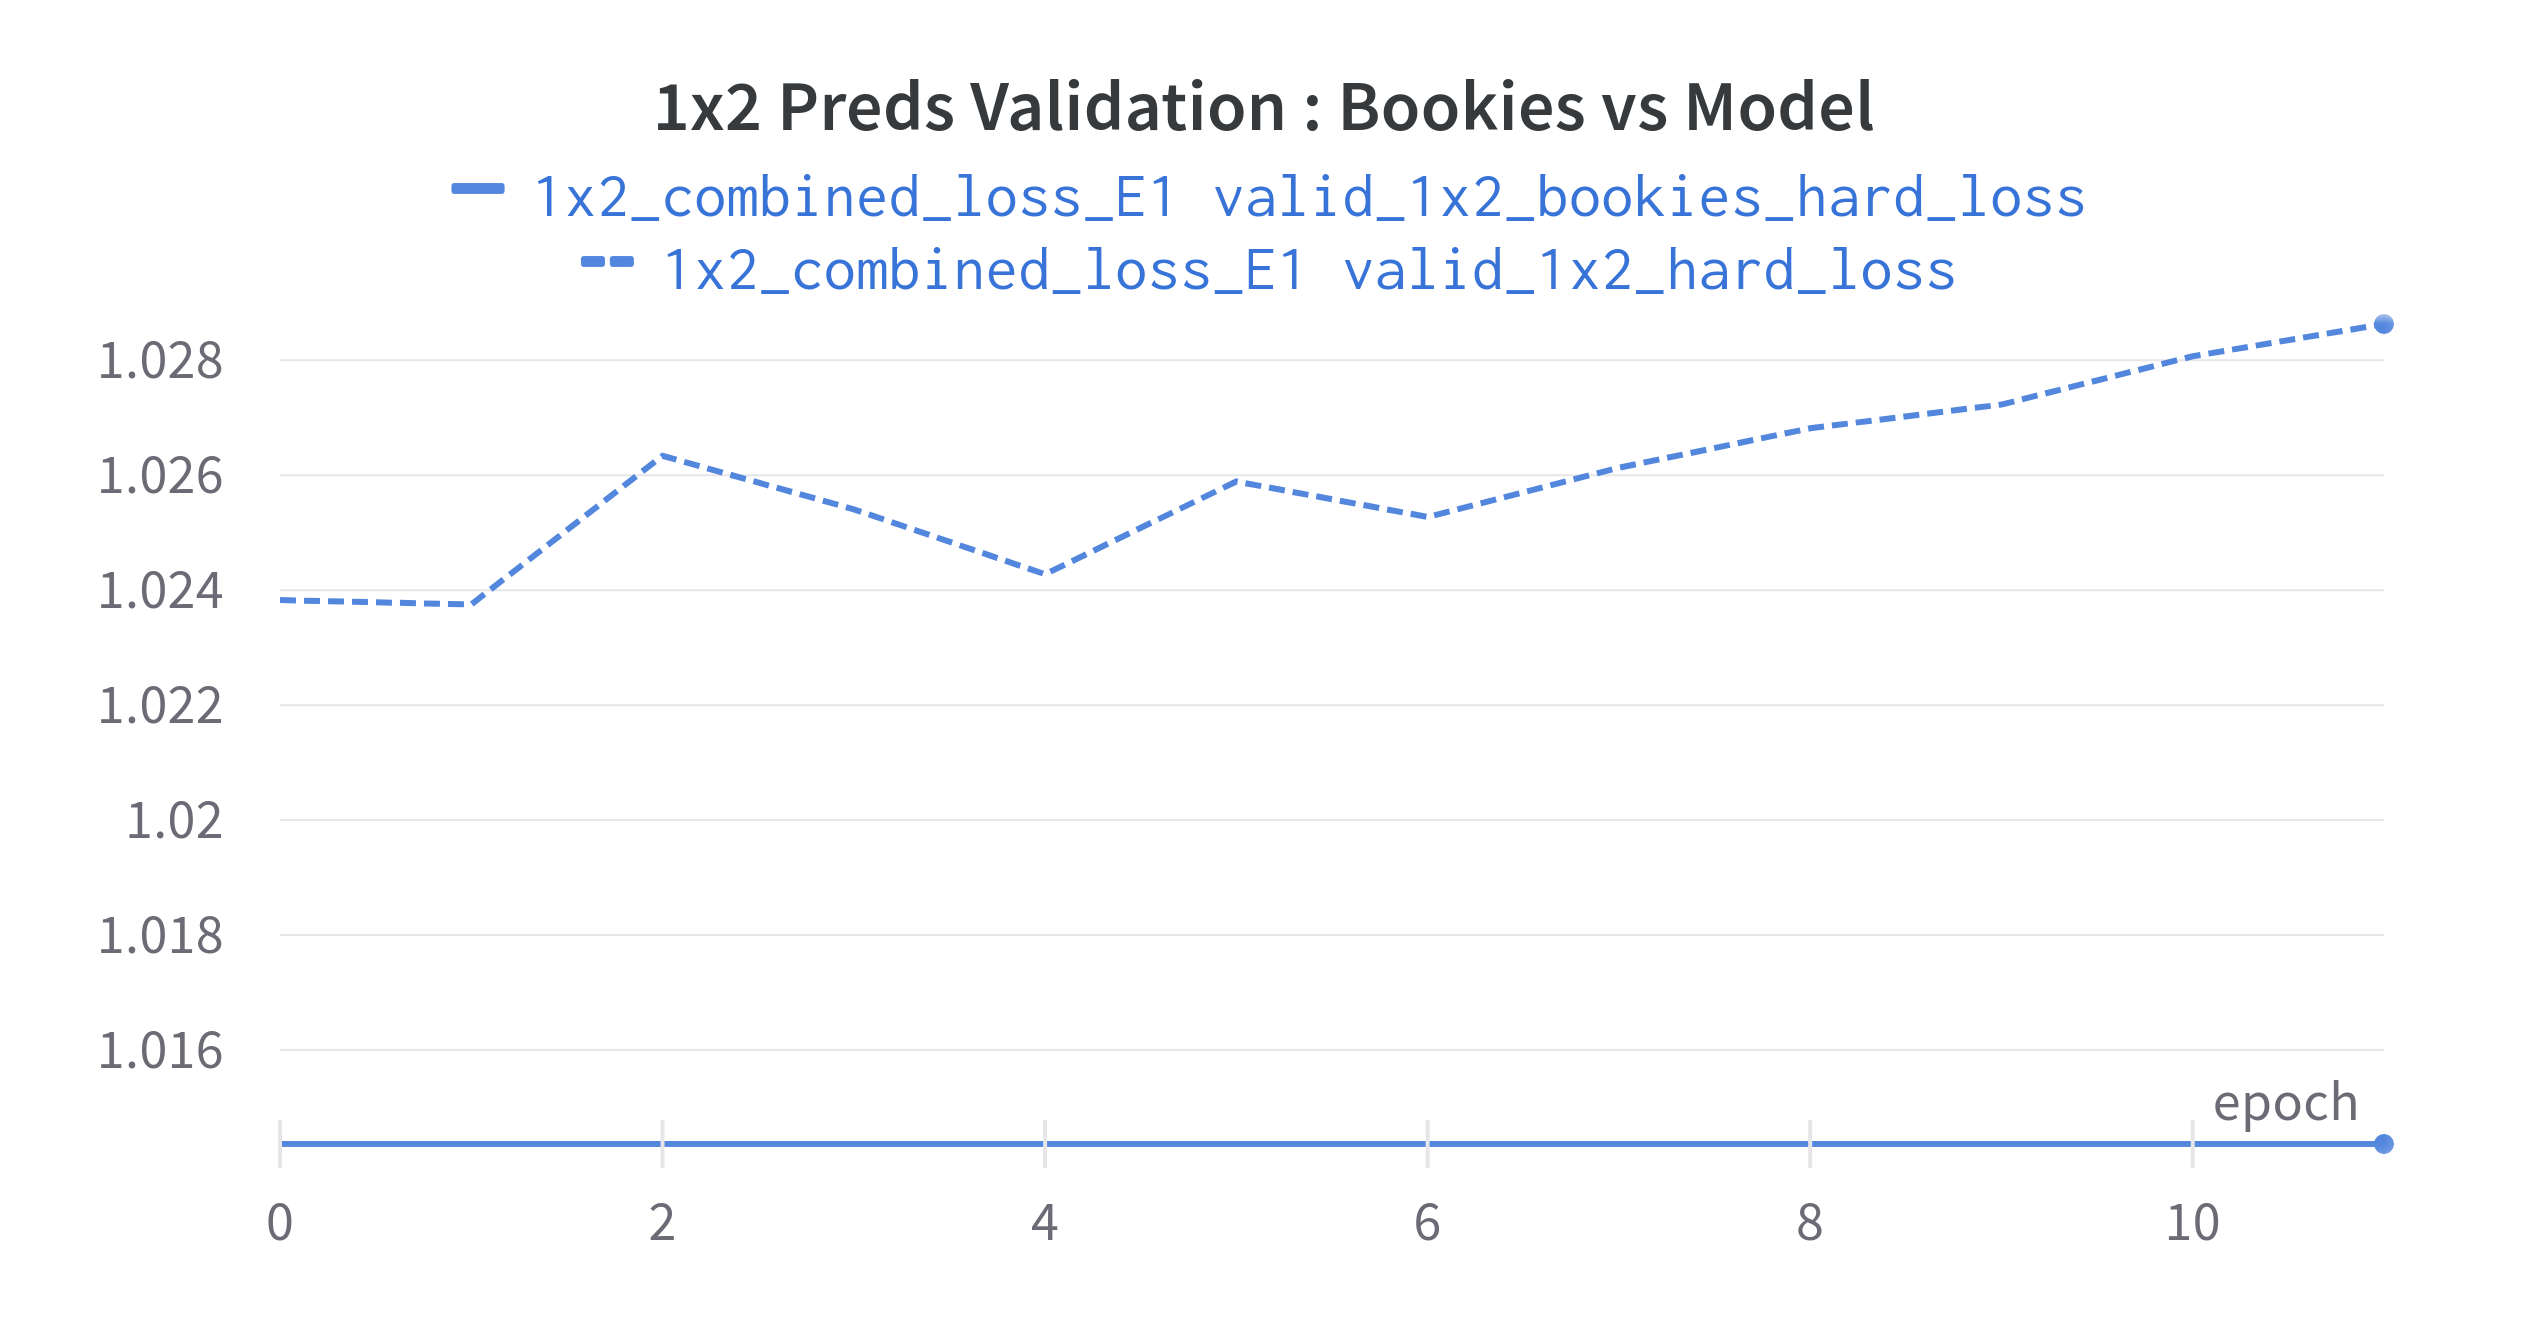 1x2 Preds Validation : Bookies vs Model
1x2_combined_loss_E1 valid_1x2_bookies_hard_loss
1x2_combined_loss_E1 valid_1x2_hard_loss
1.028
1.026
1.024
1.022
1.02
1.018
1.016
epoch
0 2 4 6 8 10